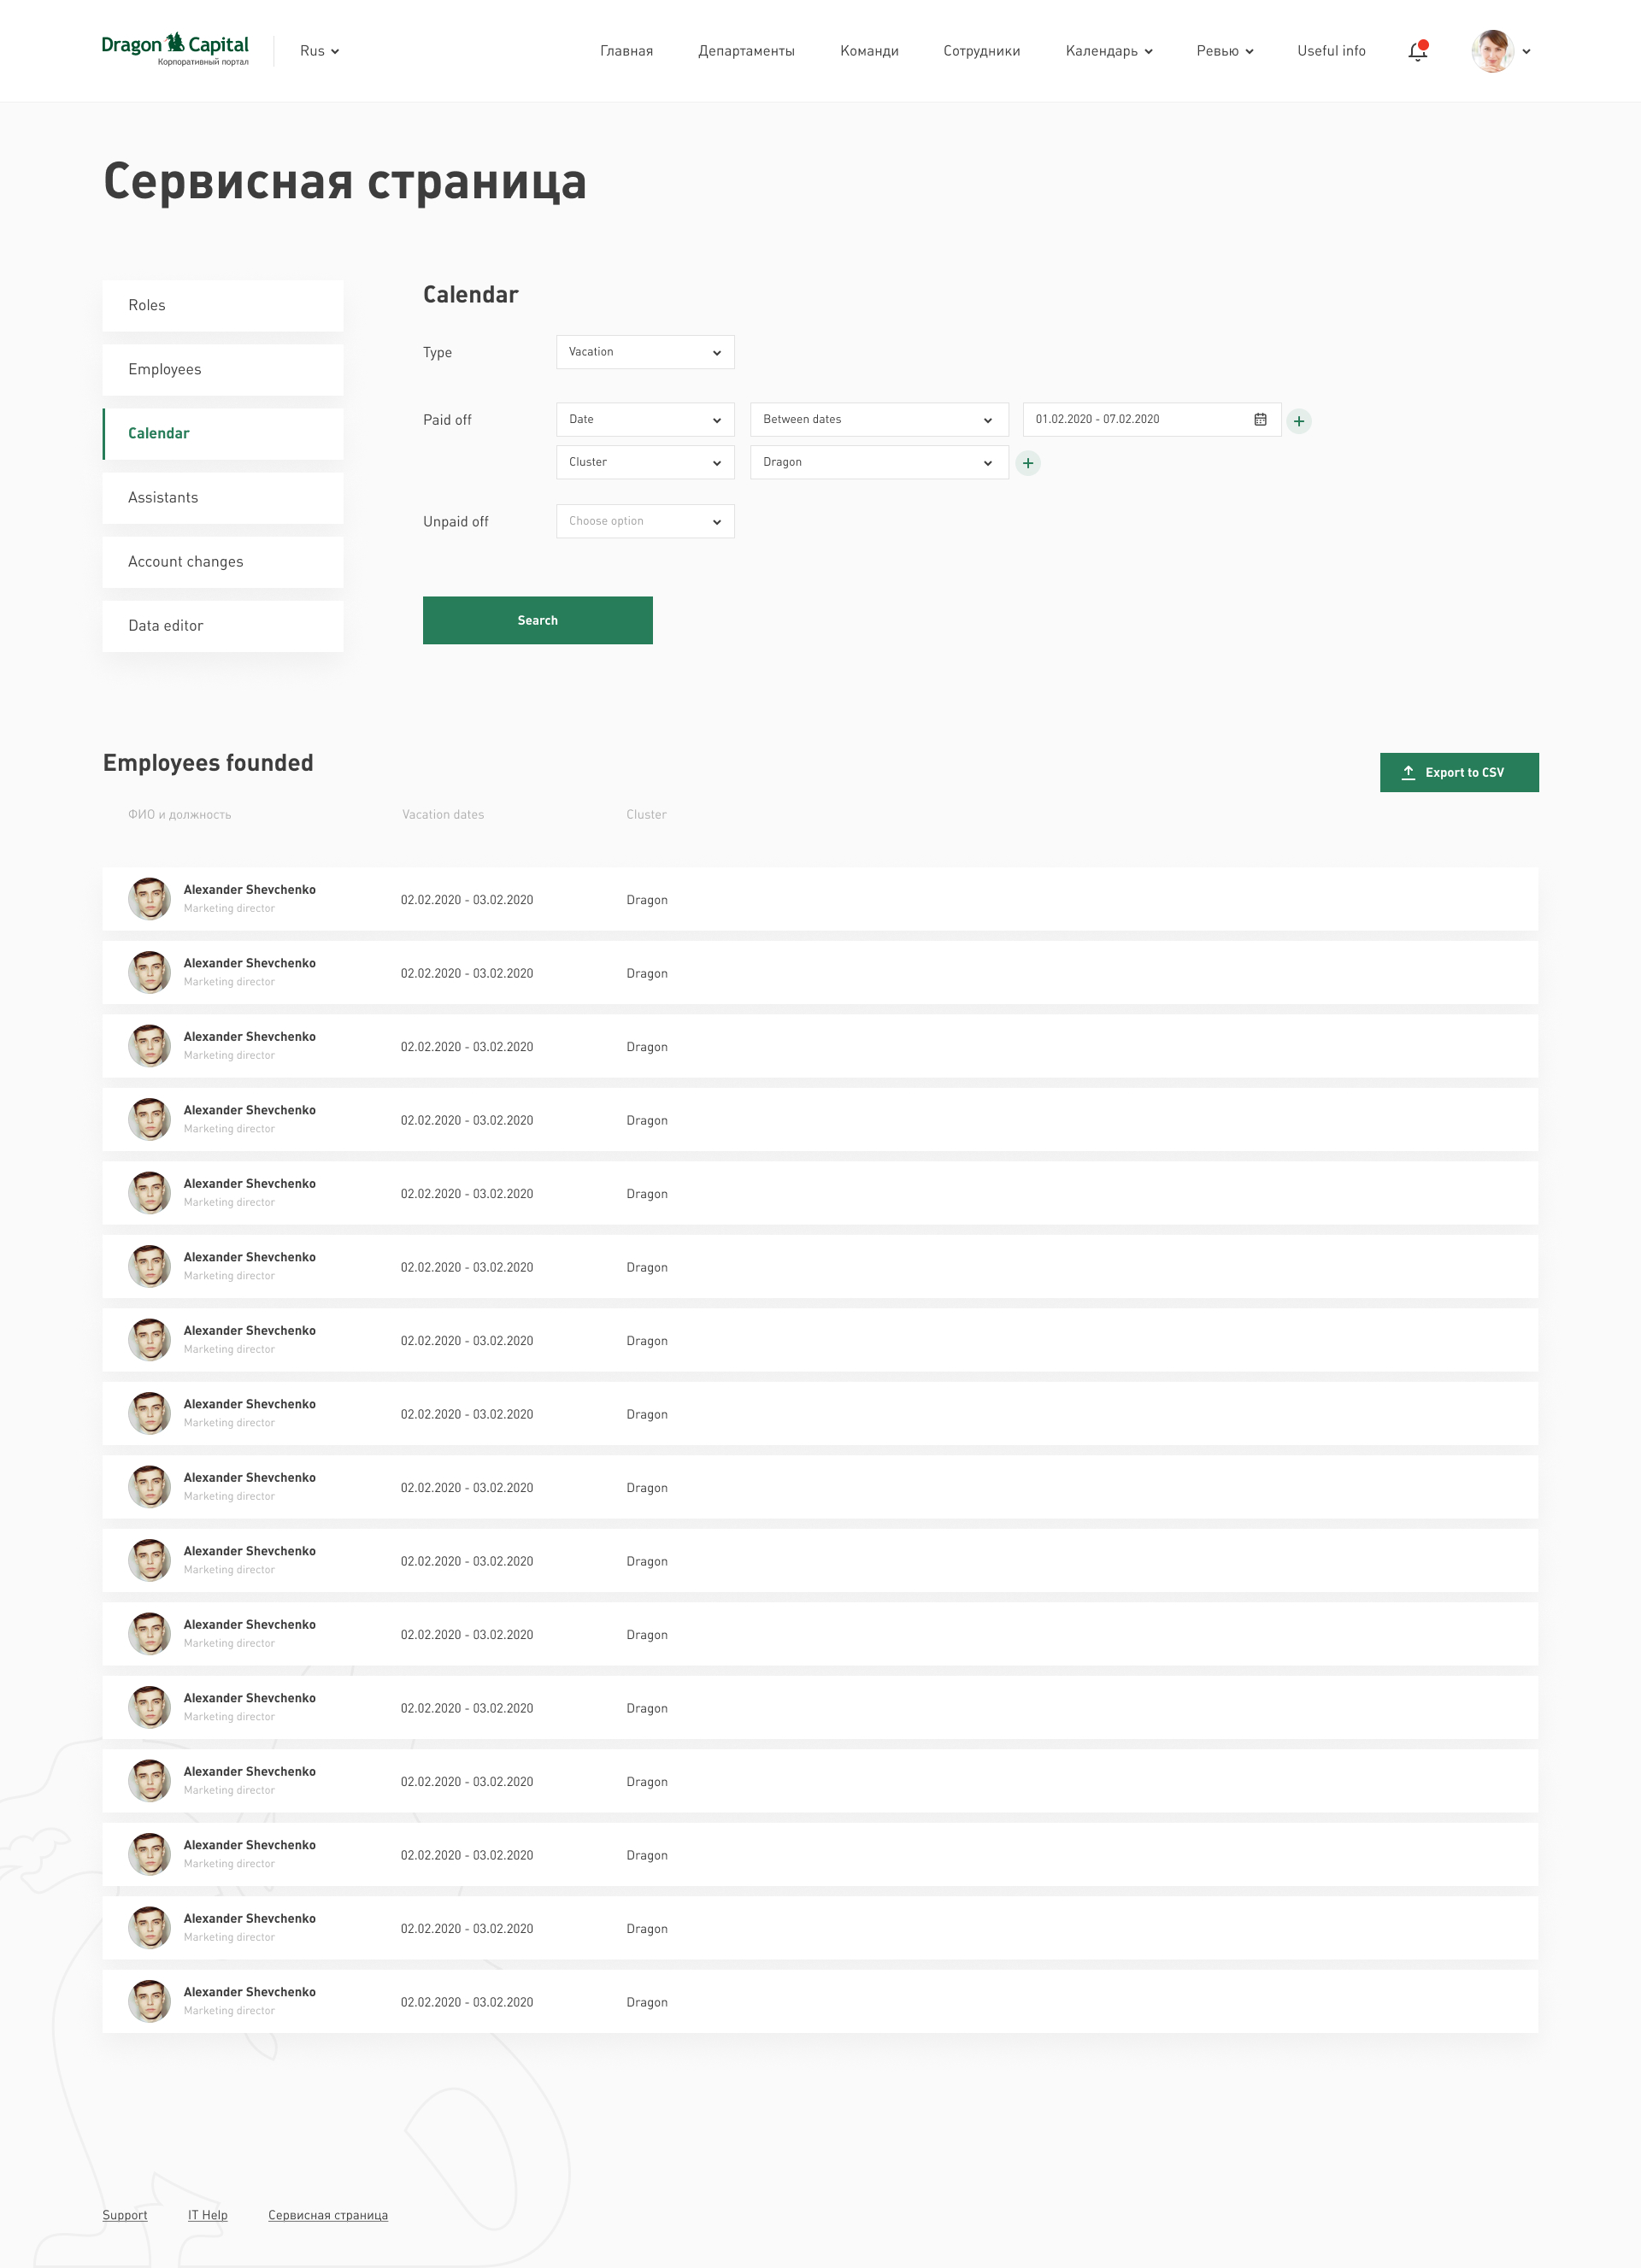 Dragon Capital
Корпоративный портал
Rus
Главная
Департаменты
Команди
Сотрудники
Календарь
Ревью
Useful info
Сервисная страница
Roles
Employees
Calendar
Assistants
Account changes
Data editor
Calendar
Type
Vacation
Paid off
Date
Between dates
01.02.2020 - 07.02.2020
Cluster
Dragon
Unpaid off
Choose option
Search
Employees founded
Export to CSV
ФИО и должность
Vacation dates
Cluster
Alexander Shevchenko
Marketing director
02.02.2020 - 03.02.2020
Dragon
Alexander Shevchenko
Marketing director
02.02.2020 - 03.02.2020
Dragon
Alexander Shevchenko
Marketing director
02.02.2020 - 03.02.2020
Dragon
Alexander Shevchenko
Marketing director
02.02.2020 - 03.02.2020
Dragon
Alexander Shevchenko
Marketing director
02.02.2020 - 03.02.2020
Dragon
Alexander Shevchenko
Marketing director
02.02.2020 - 03.02.2020
Dragon
Alexander Shevchenko
Marketing director
02.02.2020 - 03.02.2020
Dragon
Alexander Shevchenko
Marketing director
02.02.2020 - 03.02.2020
Dragon
Alexander Shevchenko
Marketing director
02.02.2020 - 03.02.2020
Dragon
Alexander Shevchenko
Marketing director
02.02.2020 - 03.02.2020
Dragon
Alexander Shevchenko
Marketing director
02.02.2020 - 03.02.2020
Dragon
Alexander Shevchenko
Marketing director
02.02.2020 - 03.02.2020
Dragon
Alexander Shevchenko
Marketing director
02.02.2020 - 03.02.2020
Dragon
Alexander Shevchenko
Marketing director
02.02.2020 - 03.02.2020
Dragon
Alexander Shevchenko
Marketing director
02.02.2020 - 03.02.2020
Dragon
Alexander Shevchenko
Marketing director
02.02.2020 - 03.02.2020
Dragon
Support
IT Help
Сервисная страница